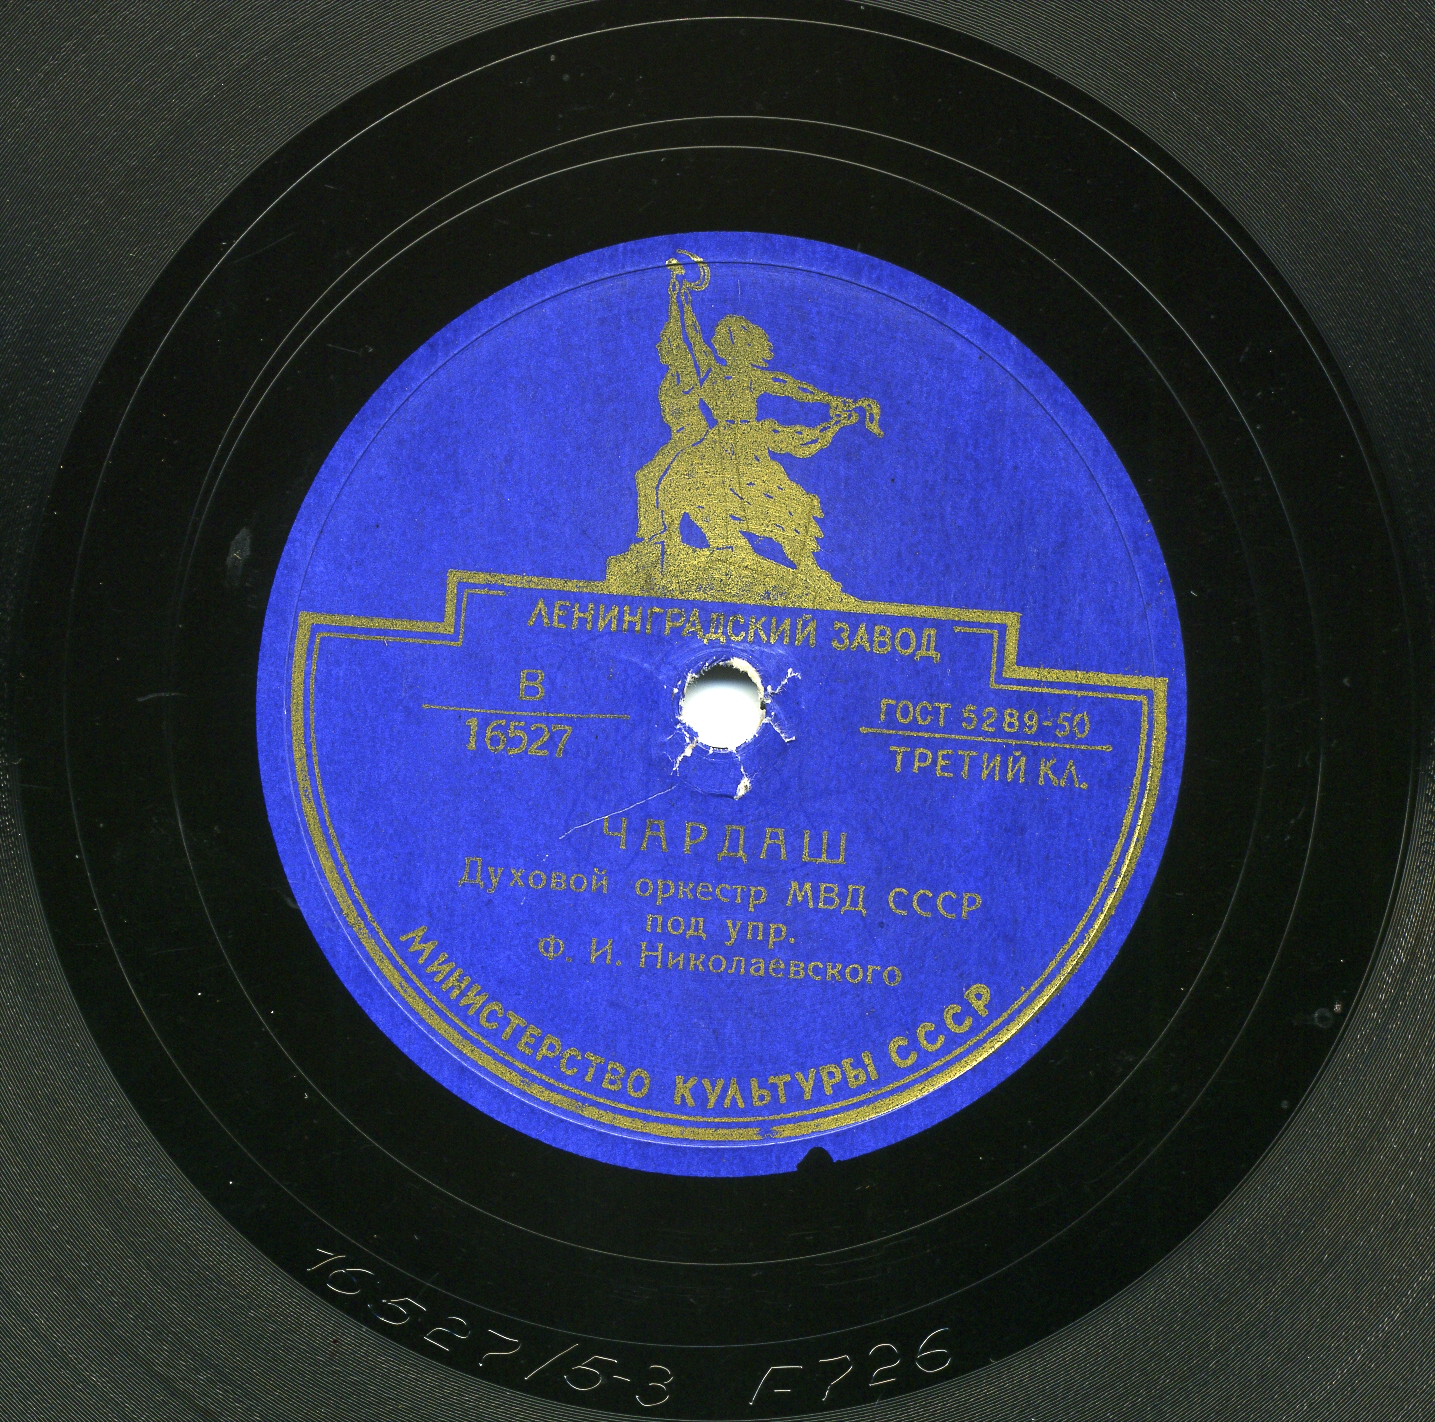 ЛЕНИНГРАДСКИЙ ЗАВОД
В
16527
ГОСТ 5289-50
ТРЕТИЙ КЛ.
ЧАРДАШ
Духовой оркестр МВД СССР
под упр.
Ф. И. Николаевского
МИНИСТЕРСТВО КУЛЬТУРЫ СССР
16527/5-3 F726